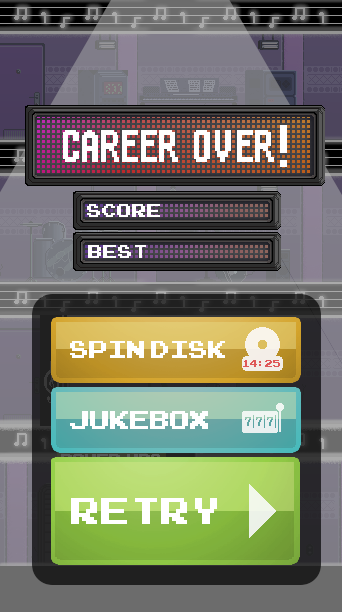 CAREER OVER!
SCORE
BEST
SPIN DISK
14:25
JUKEBOX
777
RETRY